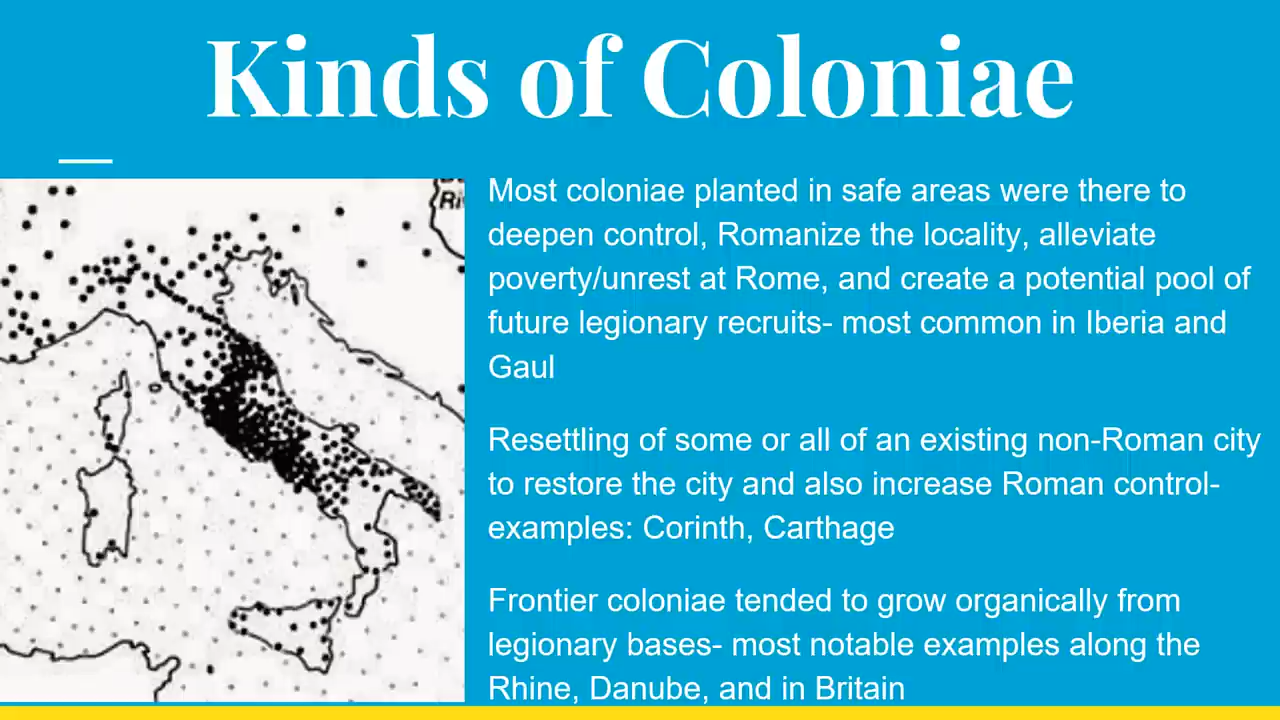 Kinds of Coloniae
Most coloniae planted in safe areas were there to
deepen control, Romanize the locality, alleviate
poverty/unrest at Rome, and create a potential pool of
future legionary recruits- most common in Iberia and
Gaul
Resettling of some or all of an existing non-Roman city
to restore the city and also increase Roman control-
examples: Corinth, Carthage
Frontier coloniae tended to grow organically from
legionary bases- most notable examples along the
Rhine, Danube, and in Britain